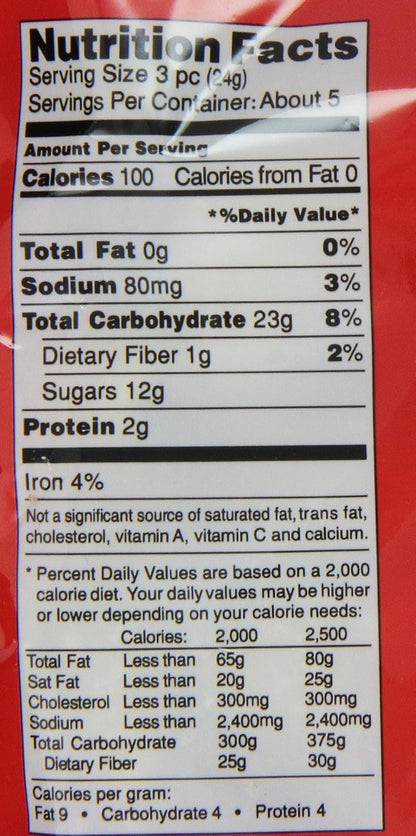 Nutrition Facts
Serving Size 3 pc (24g)
Servings Per Container: About 5
Amount Per Serving
Calories 100 Calories from Fat 0
*%Daily Value*
Total Fat 0g 0%
Sodium 80mg 3%
Total Carbohydrate 23g 8%
Dietary Fiber 1g 2%
Sugars 12g
Protein 2g
Iron 4%
Not a significant source of saturated fat, trans fat,
cholesterol, vitamin A, vitamin C and calcium.
* Percent Daily Values are based on a 2,000
calorie diet. Your daily values may be higher
or lower depending on your calorie needs:
Calories: 2,000 2,500
Total Fat Less than 65g 80g
Sat Fat Less than 20g 25g
Cholesterol Less than 300mg 300mg
Sodium Less than 2,400mg 2,400mg
Total Carbohydrate 300g 375g
Dietary Fiber 25g 30g
Calories per gram:
Fat 9 • Carbohydrate 4 • Protein 4